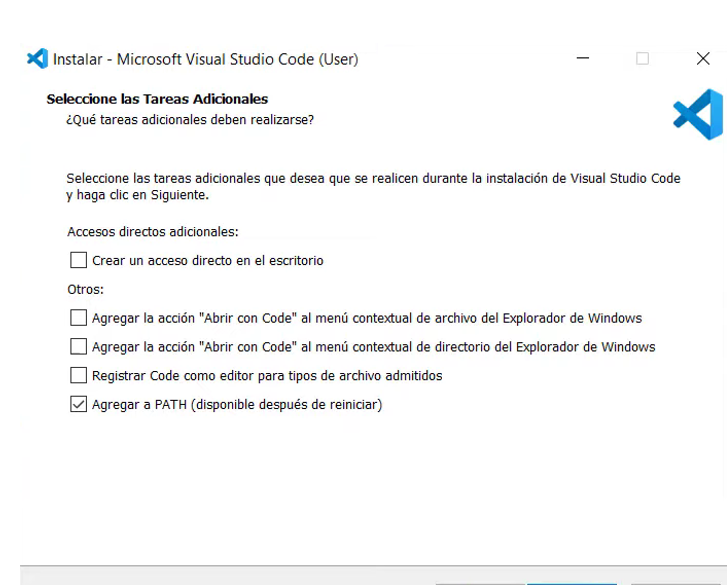 Instalar - Microsoft Visual Studio Code (User)
Seleccione las Tareas Adicionales
¿Qué tareas adicionales deben realizarse?
Seleccione las tareas adicionales que desea que se realicen durante la instalación de Visual Studio Code
y haga clic en Siguiente.
Accesos directos adicionales:
Crear un acceso directo en el escritorio
Otros:
Agregar la acción "Abrir con Code" al menú contextual de archivo del Explorador de Windows
Agregar la acción "Abrir con Code" al menú contextual de directorio del Explorador de Windows
Registrar Code como editor para tipos de archivo admitidos
Agregar a PATH (disponible después de reiniciar)